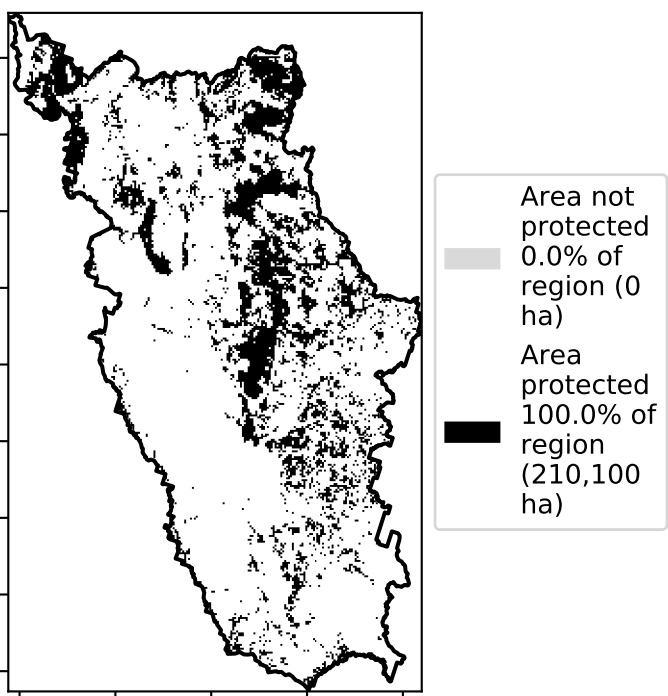 Area not
protected
0.0% of
region (0
ha)
Area
protected
100.0% of
region
(210,100
ha)